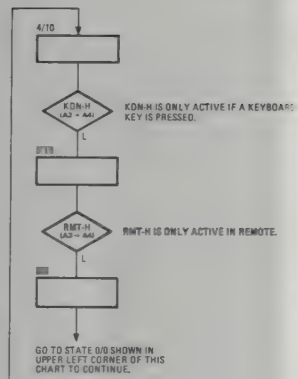 4/10
KDN-H
(A3 → A4)
KDN-H IS ONLY ACTIVE IF A KEYBOARD
KEY IS PRESSED.
L
RMT-H
(A3 → A4)
RMT-H IS ONLY ACTIVE IN REMOTE.
L
GO TO STATE 0/0 SHOWN IN
UPPER LEFT CORNER OF THIS
CHART TO CONTINUE.